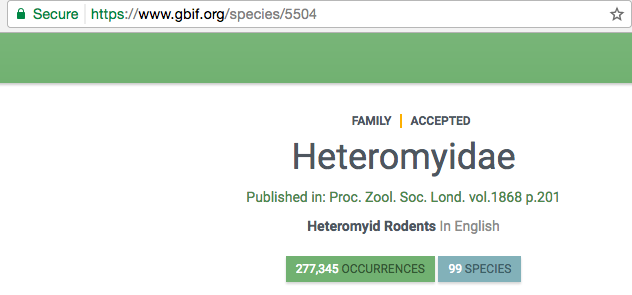 Secure https://www.gbif.org/species/5504
FAMILY ACCEPTED
Heteromyidae
Published in: Proc. Zool. Soc. Lond. vol.1868 p.201
Heteromyid Rodents In English
277,345 OCCURRENCES 99 SPECIES